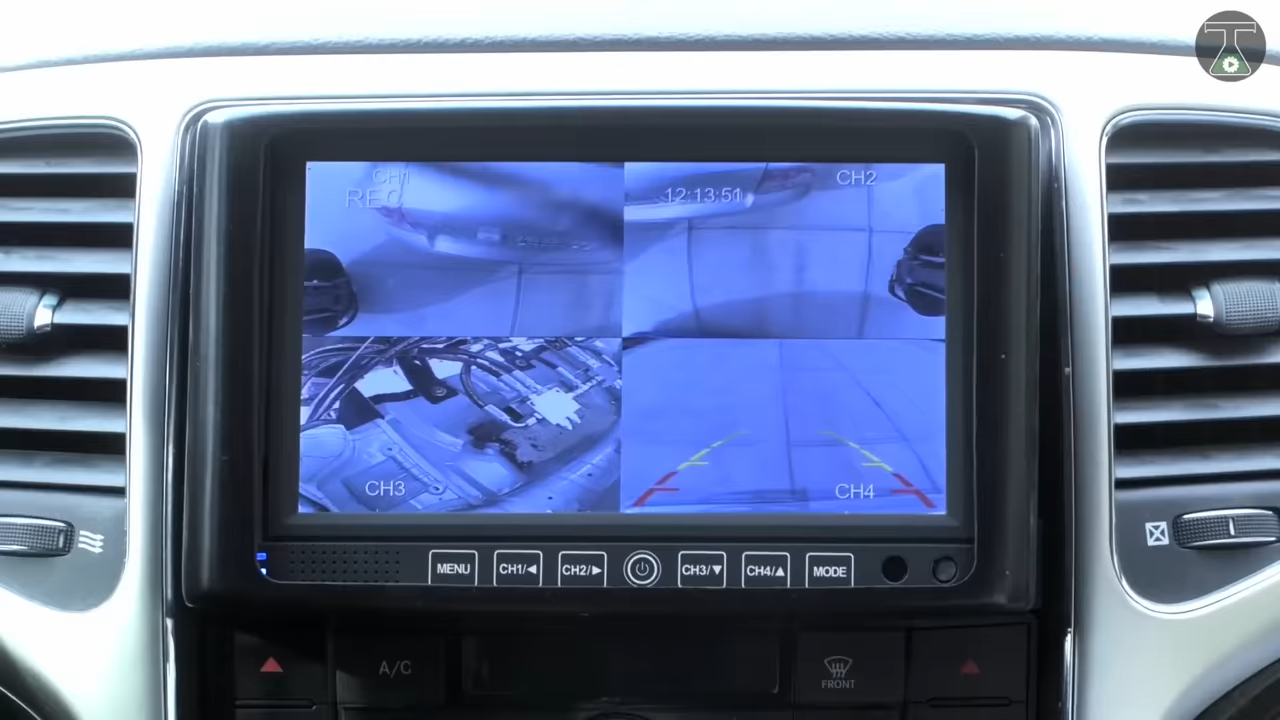 CH1
REC
12:13:51
CH2
CH3
CH4
MENU
CH1/◀
CH2/▶
CH3/▼
CH4/▲
MODE
A/C
FRONT